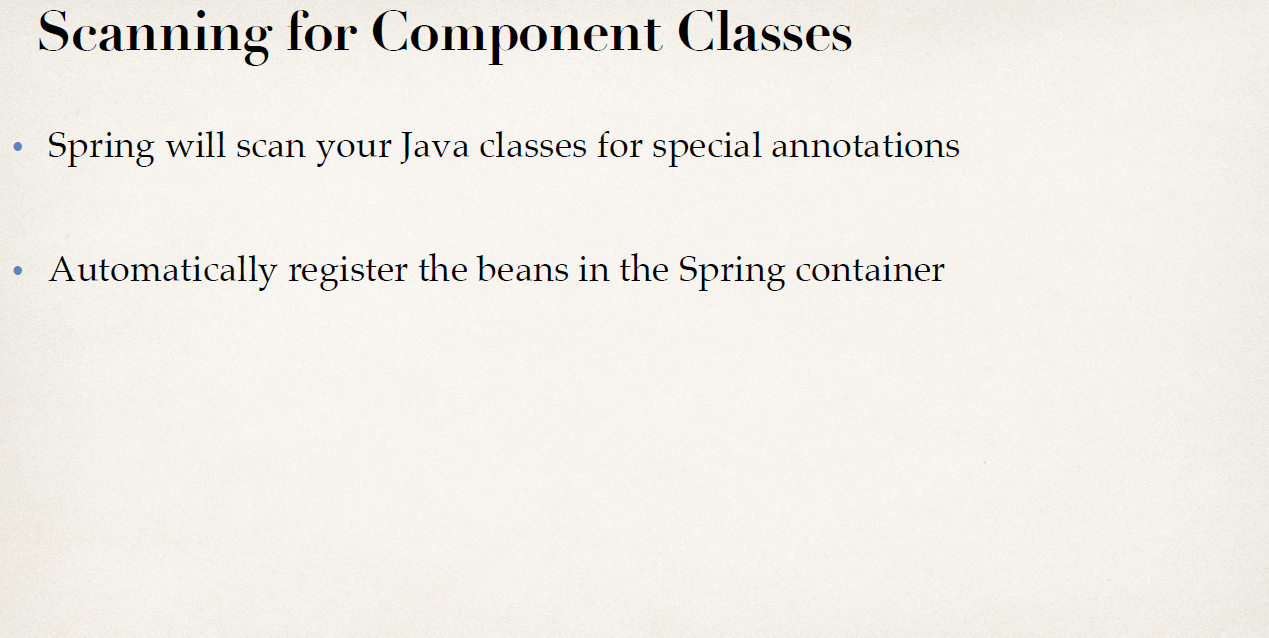 Scanning for Component Classes
• Spring will scan your Java classes for special annotations
• Automatically register the beans in the Spring container